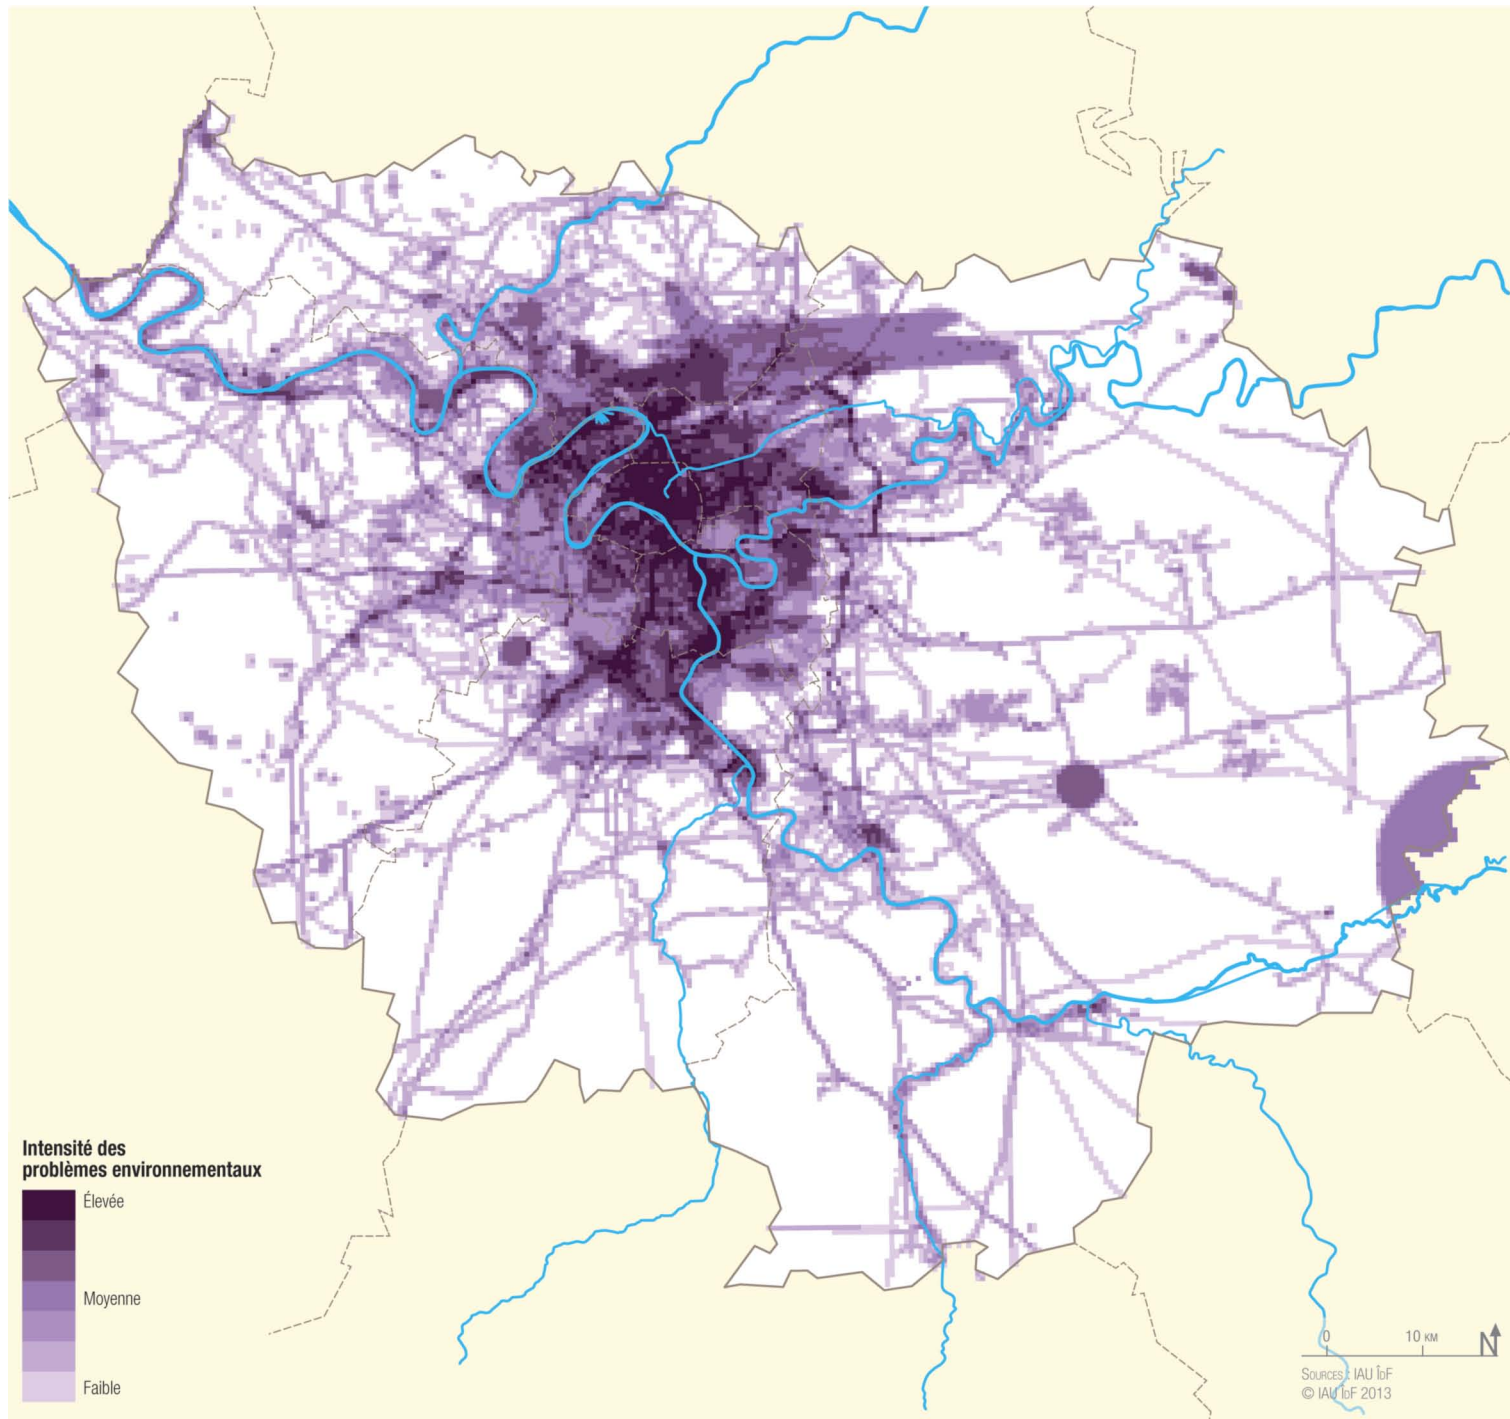 Intensité des
problèmes environnementaux
Élevée
Moyenne
Faible
0 10 KM
N
SOURCES : IAU ÎDF
© IAU ÎDF 2013